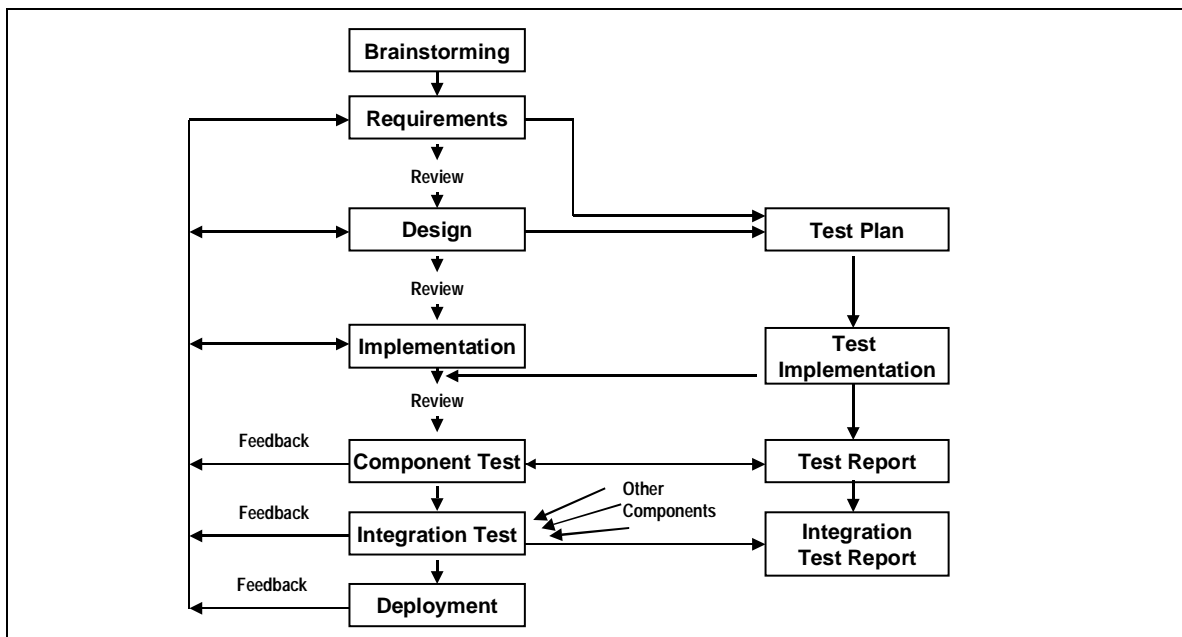 Brainstorming
Requirements
Review
Design
Test Plan
Review
Implementation
Test
Implementation
Review
Feedback
Component Test
Test Report
Other
Components
Feedback
Integration Test
Integration
Test Report
Feedback
Deployment